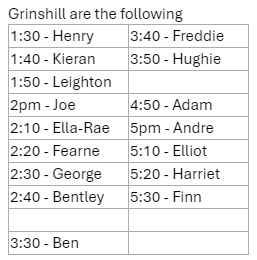 Grinshill are the following
1:30 - Henry 3:40 - Freddie
1:40 - Kieran 3:50 - Hughie
1:50 - Leighton
2pm - Joe 4:50 - Adam
2:10 - Ella-Rae 5pm - Andre
2:20 - Fearne 5:10 - Elliot
2:30 - George 5:20 - Harriet
2:40 - Bentley 5:30 - Finn
3:30 - Ben